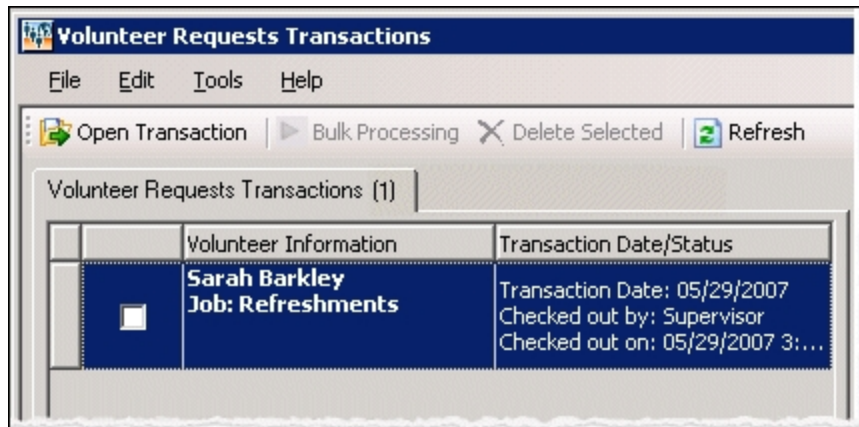 Volunteer Requests Transactions
File Edit Tools Help
Open Transaction Bulk Processing Delete Selected Refresh
Volunteer Requests Transactions (1)
Volunteer Information Transaction Date/Status
Sarah Barkley
Job: Refreshments
Transaction Date: 05/29/2007
Checked out by: Supervisor
Checked out on: 05/29/2007 3:...